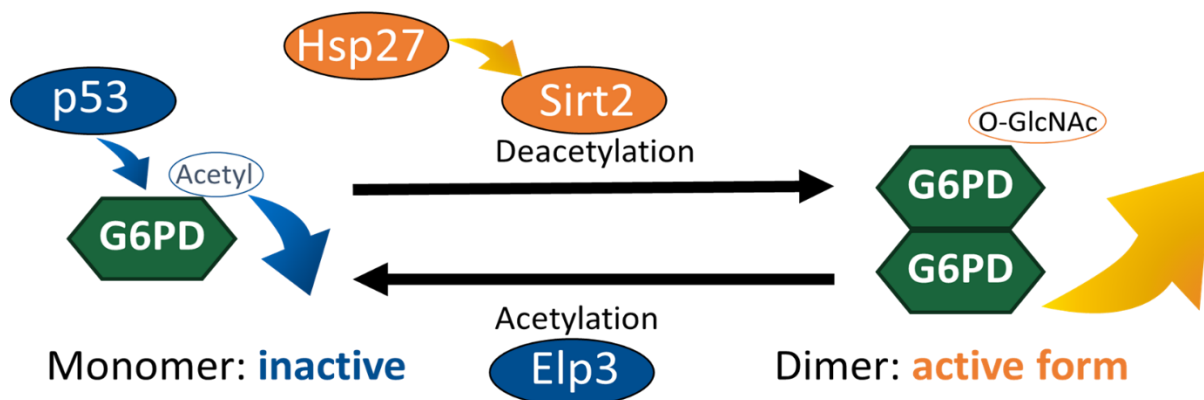 Hsp27
p53
Sirt2
O-GlcNAc
Deacetylation
Acetyl
G6PD
G6PD
G6PD
Acetylation
Monomer: inactive
Elp3
Dimer: active form